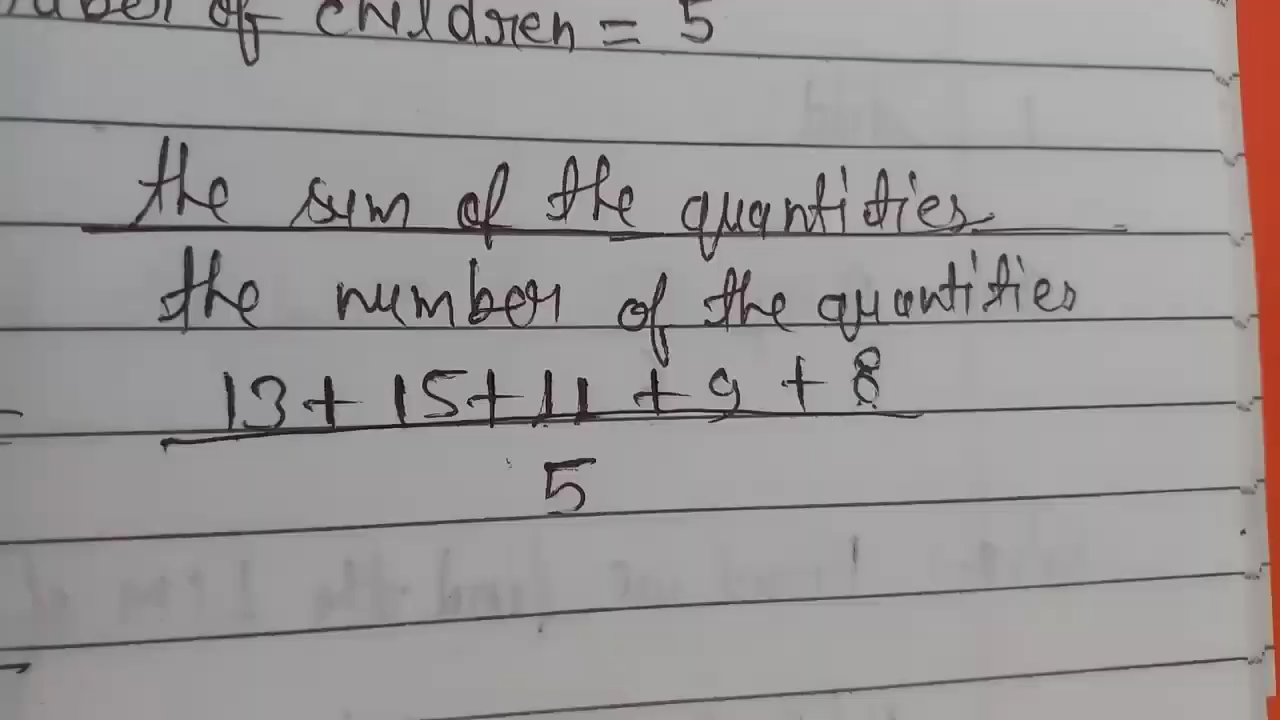 of children = 5
the sum of the quantities
the number of the quantities
13 + 15 + 11 + 9 + 8
5